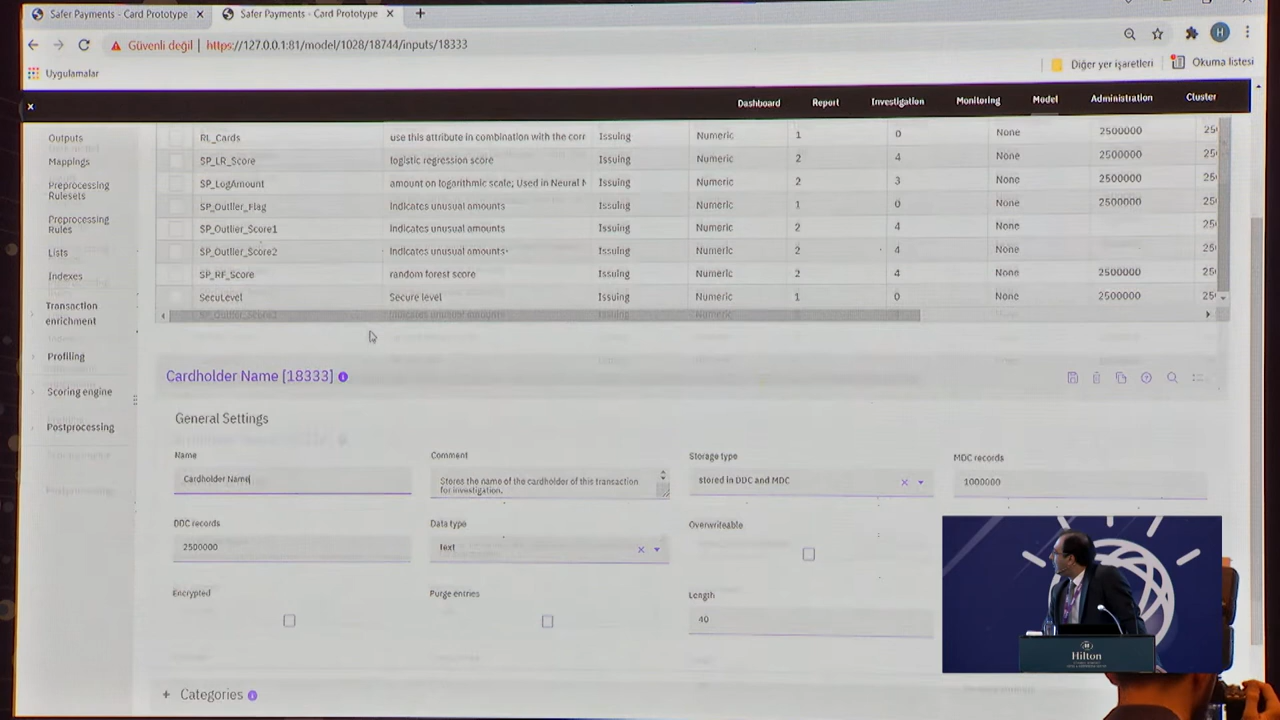 Safer Payments - Card Prototype
Safer Payments - Card Prototype
Güvenli değil
https://127.0.0.1:81/model/1028/18744/inputs/18333
H
Uygulamalar
Diğer yer işaretleri
Okuma listesi
Dashboard Report Investigation Monitoring Model Administration Cluster
Outputs
Mappings
Preprocessing Rulesets
Preprocessing Rules
Lists
Indexes
Transaction enrichment
Profiling
Scoring engine
Postprocessing
RL_Cards use this attribute in combination with the corr Issuing Numeric 1 0 None 2500000 25
SP_LR_Score logistic regression score Issuing Numeric 2 4 None 2500000 25
SP_LogAmount amount on logarithmic scale; Used in Neural N Issuing Numeric 2 3 None 2500000 25
SP_Outlier_Flag Indicates unusual amounts Issuing Numeric 1 0 None 2500000 25
SP_Outlier_Score1 Indicates unusual amounts Issuing Numeric 2 4 None 25
SP_Outlier_Score2 Indicates unusual amounts Issuing Numeric 2 4 None 25
SP_RF_Score random forest score Issuing Numeric 2 4 None 2500000 25
SecuLevel Secure level Issuing Numeric 1 0 None 2500000 25
Cardholder Name [18333]
General Settings
Name
Cardholder Name
Comment
Stores the name of the cardholder of this transaction
for investigation.
Storage type
stored in DDC and MDC
MDC records
1000000
DDC records
2500000
Data type
text
Overwriteable
Encrypted
Purge entries
Length
40
+ Categories
Hilton